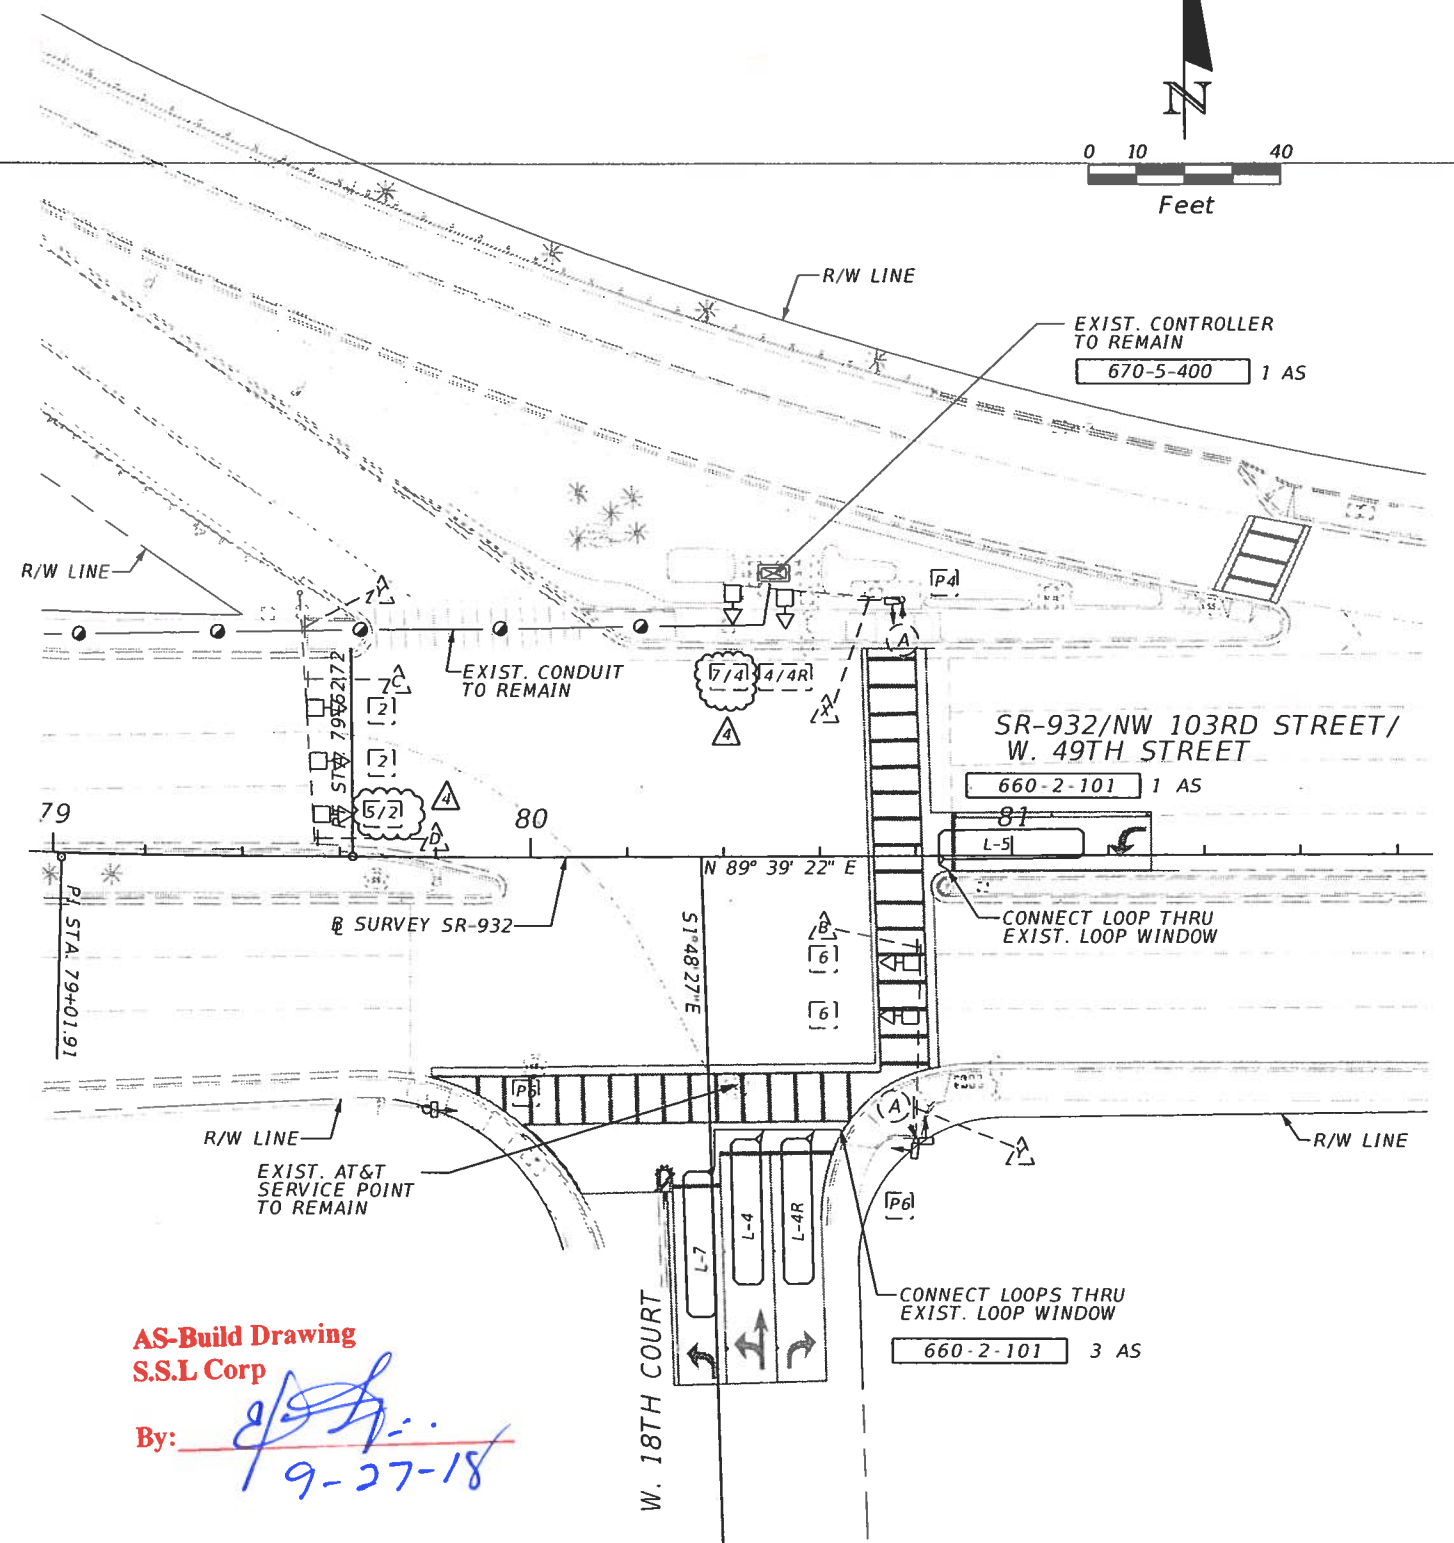 N
0 10 40
Feet
R/W LINE
EXIST. CONTROLLER
TO REMAIN
670-5-400 1 AS
R/W LINE
Y
P4
A
EXIST. CONDUIT
TO REMAIN
C
2
7/4 4/4R
X
4
SR-932/NW 103RD STREET/
W. 49TH STREET
660-2-101 1 AS
2
5/2
4
D
79
80
81
L-5
N 89° 39' 22" E
PI STA. 79+01.91
₧ SURVEY SR-932
S1°48'27"E
B
6
6
CONNECT LOOP THRU
EXIST. LOOP WINDOW
P6
A
Y
R/W LINE
R/W LINE
EXIST. AT&T
SERVICE POINT
TO REMAIN
P6
L-7
L-4
L-4R
CONNECT LOOPS THRU
EXIST. LOOP WINDOW
660-2-101 3 AS
W. 18TH COURT
AS-Build Drawing
S.S.L Corp
By:
9-27-18